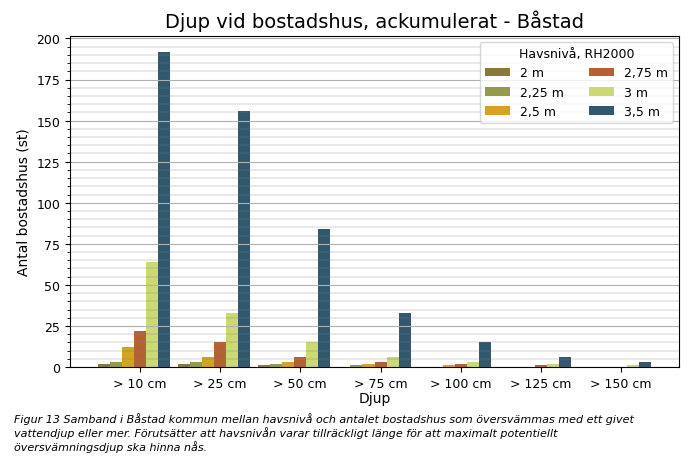 Djup vid bostadshus, ackumulerat - Båstad
Antal bostadshus (st)
200
175
150
125
100
75
50
25
0
Havsnivå, RH2000
2 m
2,25 m
2,5 m
2,75 m
3 m
3,5 m
> 10 cm
> 25 cm
> 50 cm
> 75 cm
> 100 cm
> 125 cm
> 150 cm
Djup
Figur 13 Samband i Båstad kommun mellan havsnivå och antalet bostadshus som översvämmas med ett givet
vattendjup eller mer. Förutsätter att havsnivån varar tillräckligt länge för att maximalt potentiellt
översvämningsdjup ska hinna nås.